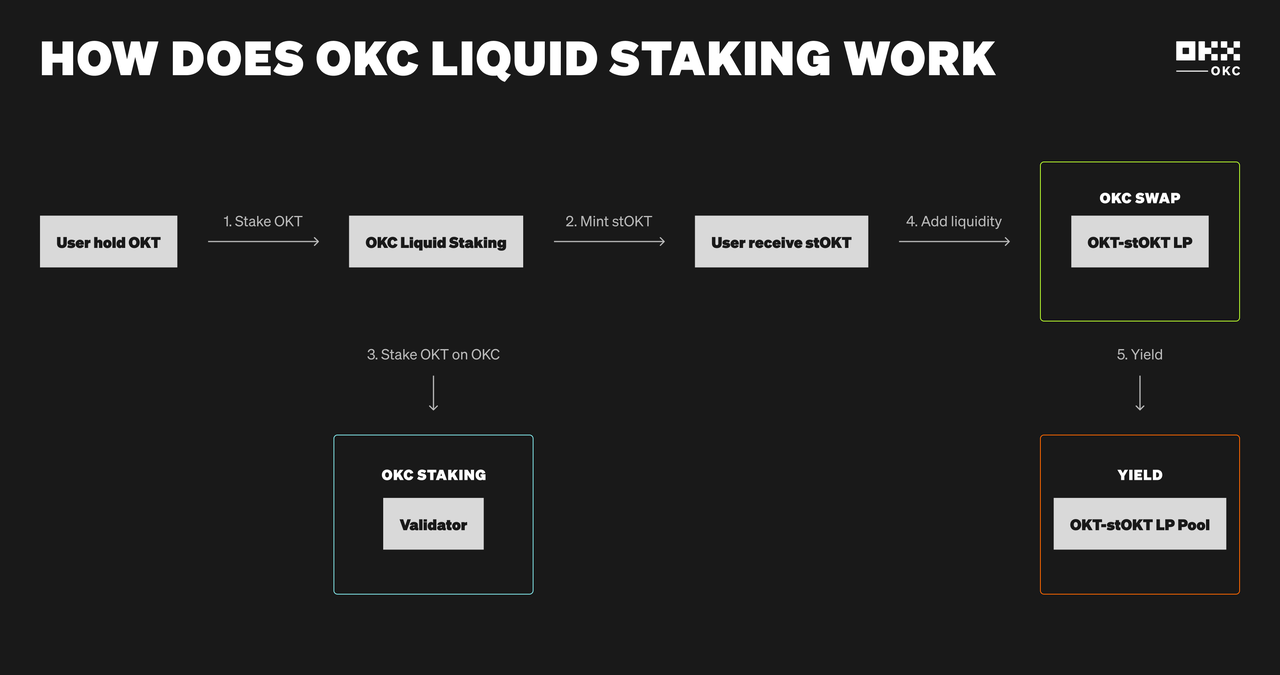 HOW DOES OKC LIQUID STAKING WORK
OKX
OKC
User hold OKT
1. Stake OKT
OKC Liquid Staking
2. Mint stOKT
User receive stOKT
4. Add liquidity
OKC SWAP
OKT-stOKT LP
3. Stake OKT on OKC
5. Yield
OKC STAKING
Validator
YIELD
OKT-stOKT LP Pool